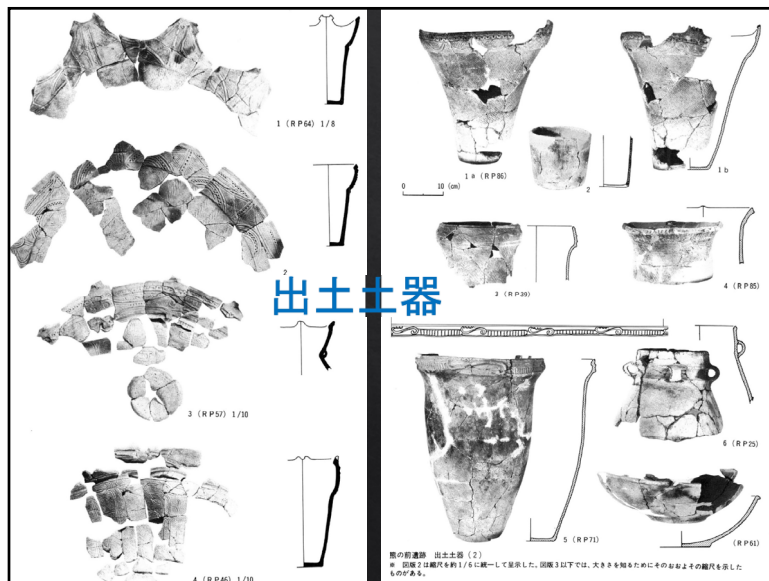 1 (RP64) 1/8
2
3 (RP57) 1/10
4 (RP46) 1/10
出土土器
1a (RP86)
1b
2
0 10 (cm)
3 (RP39)
4 (RP85)
5 (RP71)
6 (RP25)
(RP61)
熊の前遺跡 出土土器(2)
※ 図版2は縮尺を約1/6に統一して呈示した。図版3以下では、大きさを知るためにそのおおよその縮尺を示した
ものがある。